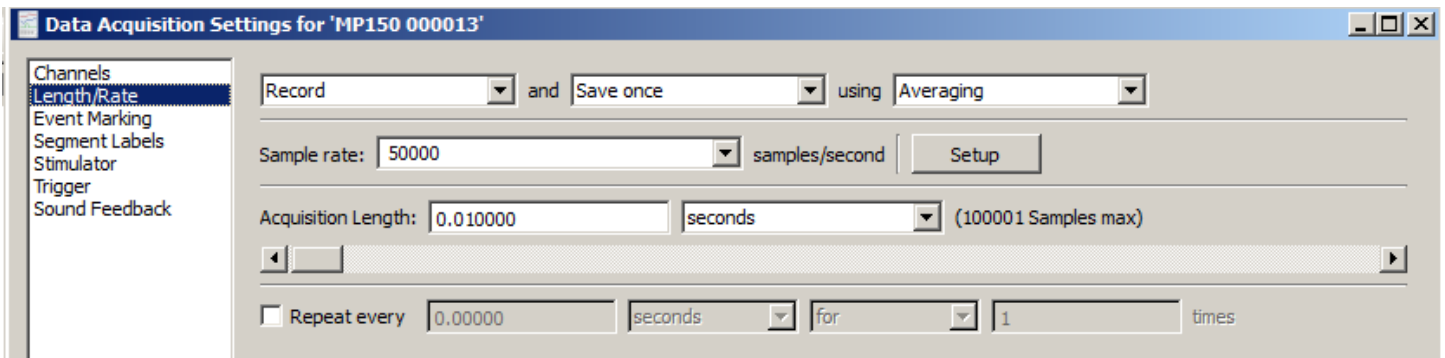 Data Acquisition Settings for 'MP150 000013'
Channels
Length/Rate
Event Marking
Segment Labels
Stimulator
Trigger
Sound Feedback
Record and Save once using Averaging
Sample rate: 50000 samples/second Setup
Acquisition Length: 0.010000 seconds (100001 Samples max)
Repeat every 0.00000 seconds for 1 times